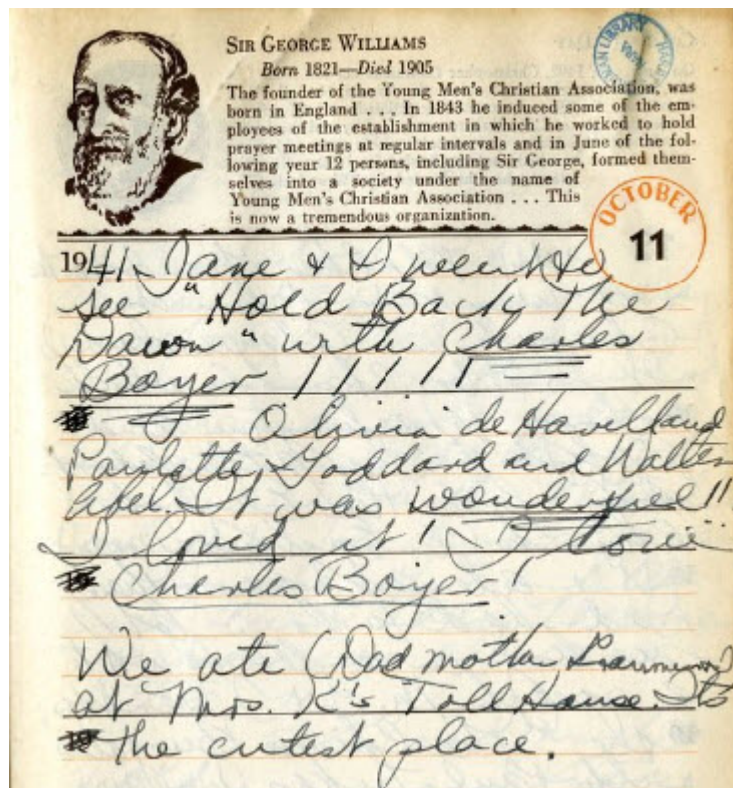 SIR GEORGE WILLIAMS
Born 1821—Died 1905
The founder of the Young Men's Christian Association, was
born in England . . . In 1843 he induced some of the em-
ployees of the establishment in which he worked to hold
prayer meetings at regular intervals and in June of the fol-
lowing year 12 persons, including Sir George, formed them-
selves into a society under the name of
Young Men's Christian Association . . . This
is now a tremendous organization.
LIBRARY
OCTOBER
11
1941 Jane & I went to
see "Hold Back The
Dawn" with Charles
Boyer ! ! ! ! ! !
Olivia de Havilland
Paulette Goddard and Walter
Abel. It was wonderful!!
I loved it! I love
Charles Boyer!
We ate (Dad mother
at Mrs. K's Toll House. Its
the cutest place.